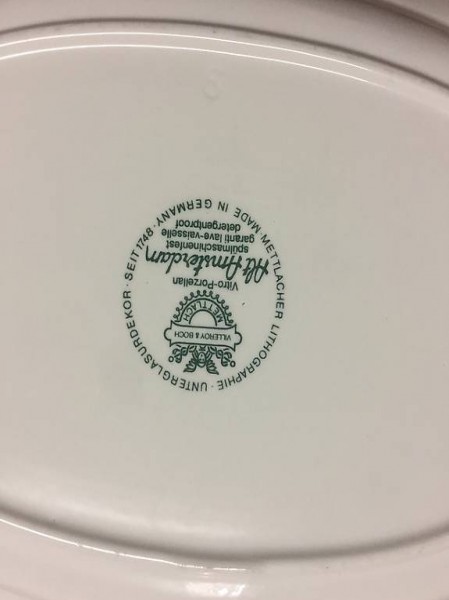 METTLACHER LITHOGRAPHIE · UNTERGLASURDEKOR · SEIT 1748 · MADE IN GERMANY
METTLACH
VILLEROY & BOCH
Vitro-Porzellan
Alt Amsterdam
spülmaschinenfest
garanti lave-vaisselle
detergentproof